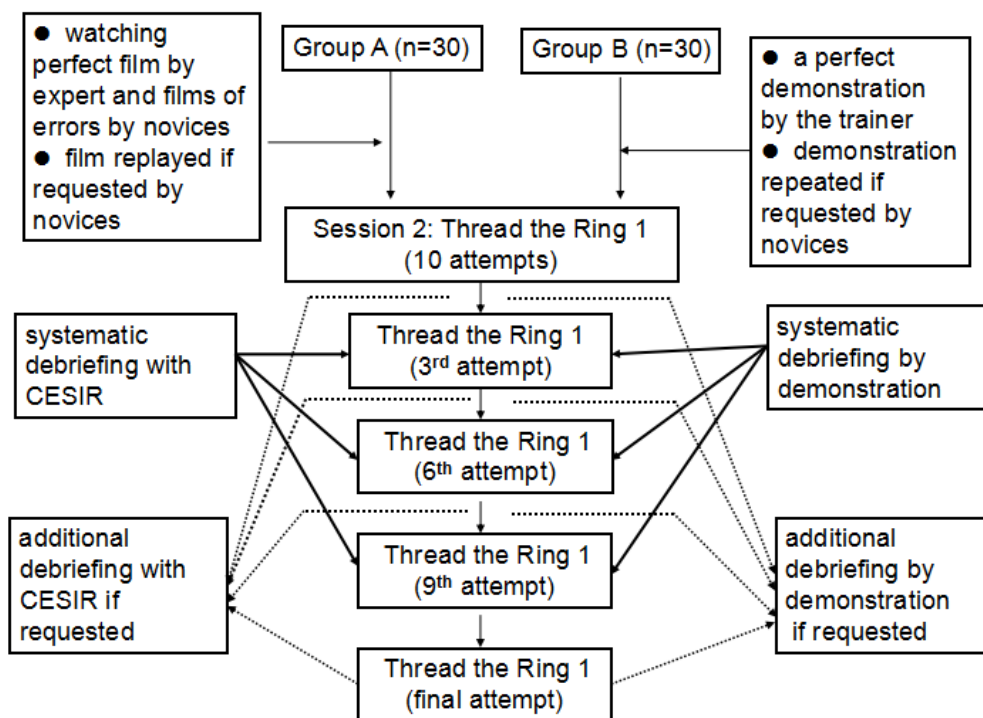 ● watching
perfect film by
expert and films of
errors by novices
● film replayed if
requested by
novices
Group A (n=30)
Group B (n=30)
● a perfect
demonstration
by the trainer
● demonstration
repeated if
requested by
novices
Session 2: Thread the Ring 1
(10 attempts)
systematic
debriefing with
CESIR
Thread the Ring 1
(3rd attempt)
systematic
debriefing by
demonstration
Thread the Ring 1
(6th attempt)
additional
debriefing with
CESIR if
requested
Thread the Ring 1
(9th attempt)
additional
debriefing by
demonstration
if requested
Thread the Ring 1
(final attempt)